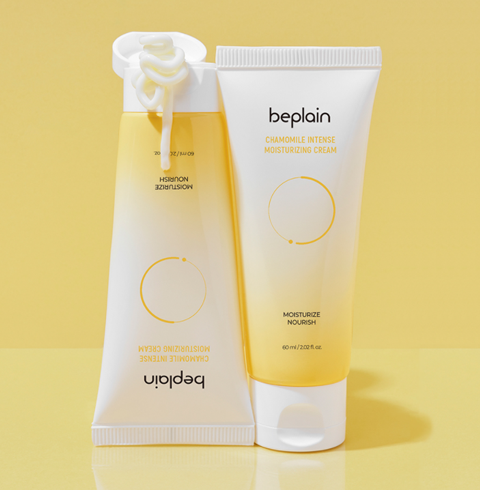 beplain
CHAMOMILE INTENSE
MOISTURIZING CREAM
MOISTURIZE
NOURISH
60 ml / 2.02 fl. oz.
beplain
CHAMOMILE INTENSE
MOISTURIZING CREAM
MOISTURIZE
NOURISH